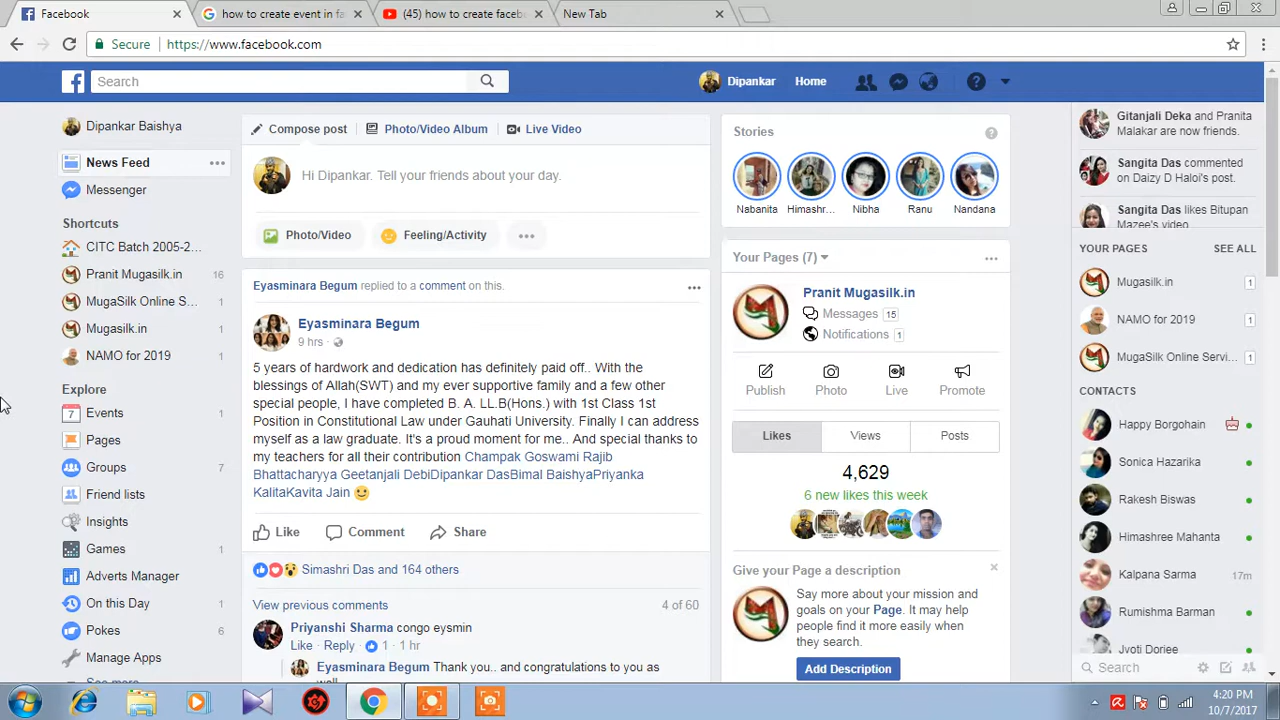 Facebook
how to create event in fa
(45) how to create facebo
New Tab
Secure
https://www.facebook.com
Search
Dipankar
Home
Dipankar Baishya
News Feed
Messenger
Shortcuts
CITC Batch 2005-2...
Pranit Mugasilk.in 16
MugaSilk Online S... 1
Mugasilk.in 1
NAMO for 2019 1
Explore
7 Events 1
Pages
Groups 7
Friend lists
Insights
Games
Adverts Manager
On this Day 1
Pokes 6
Manage Apps
See more...
Compose post
Photo/Video Album
Live Video
Hi Dipankar. Tell your friends about your day.
Photo/Video
Feeling/Activity
Eyasminara Begum replied to a comment on this.
Eyasminara Begum
9 hrs ·
5 years of hardwork and dedication has definitely paid off.. With the
blessings of Allah(SWT) and my ever supportive family and a few other
special people, I have completed B. A. LL.B(Hons.) with 1st Class 1st
Position in Constitutional Law under Gauhati University. Finally I can address
myself as a law graduate. It's a proud moment for me.. And special thanks to
my teachers for all their contribution Champak Goswami Rajib
Bhattacharyya Geetanjali DebiDipankar DasBimal BaishyaPriyanka
KalitaKavita Jain
Like
Comment
Share
Simashri Das and 164 others
View previous comments
4 of 60
Priyanshi Sharma congo eysmin
Like · Reply · 1 · 1 hr
Eyasminara Begum Thank you.. and congratulations to you as
well
Stories
?
Nabanita
Himashr...
Nibha
Ranu
Nandana
Your Pages (7)
Pranit Mugasilk.in
Messages 15
Notifications 1
Publish
Photo
Live
Promote
Likes
Views
Posts
4,629
6 new likes this week
Give your Page a description
Say more about your mission and
goals on your Page. It may help
people find it more easily when
they search.
Add Description
Gitanjali Deka and Pranita
Malakar are now friends.
Sangita Das commented
on Daizy D Haloi's post.
Sangita Das likes Bitupan
Mazee's video.
YOUR PAGES
SEE ALL
Mugasilk.in 1
NAMO for 2019 1
MugaSilk Online Servi... 1
CONTACTS
Happy Borgohain
Sonica Hazarika
Rakesh Biswas
Himashree Mahanta
Kalpana Sarma 17m
Rumishma Barman
Jyoti Dorjee
Search
4:20 PM
10/7/2017